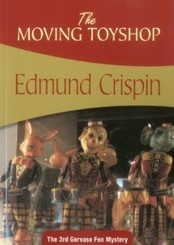 The
MOVING TOYSHOP
Edmund Crispin
The 3rd Gervase Fen Mystery